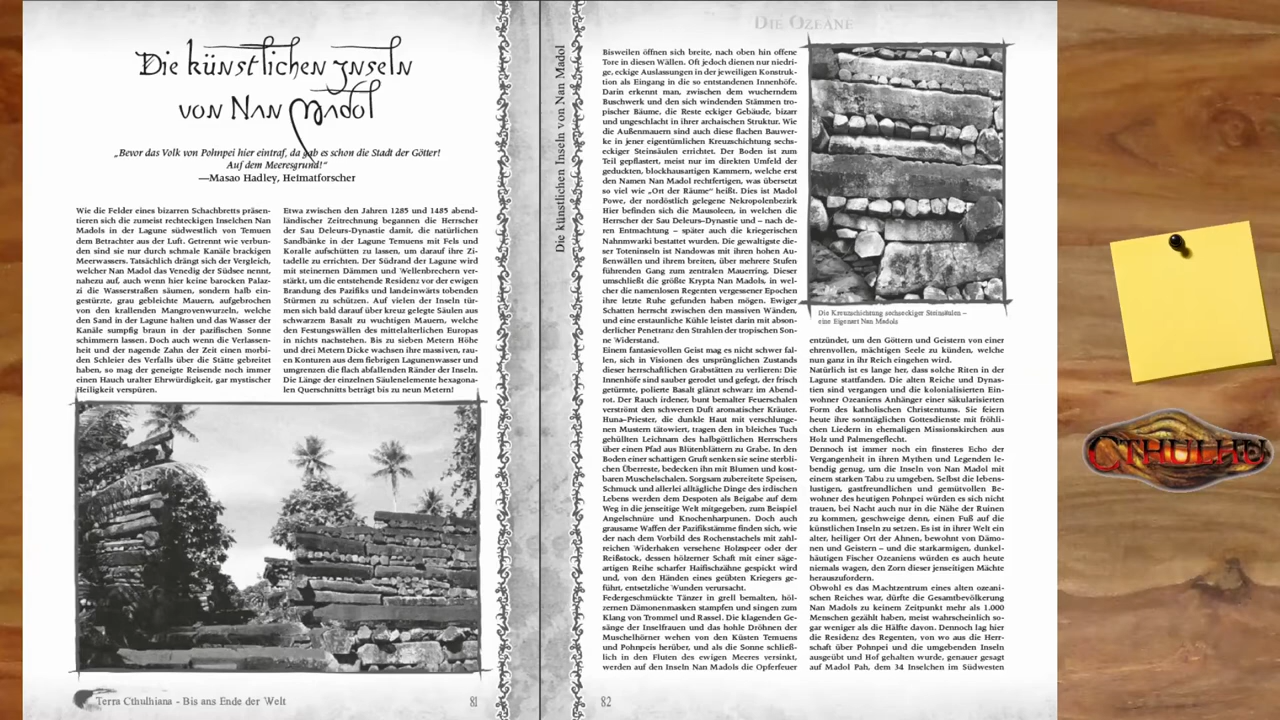 Die künstlichen Inseln
von Nan Madol
„Bevor das Volk von Pohnpei hier eintraf, da gab es schon die Stadt der Götter!
Auf dem Meeresgrund!“
—Masao Hadley, Heimatforscher
Wie die Felder eines bizarren Schachbretts präsen-
tieren sich die zumeist rechteckigen Inselchen Nan
Madols in der Lagune südwestlich von Temuen
dem Betrachter aus der Luft. Getrennt wie verbun-
den sind sie nur durch schmale Kanäle brackigen
Meerwassers. Tatsächlich drängt sich der Vergleich,
welcher Nan Madol das Venedig der Südsee nennt,
nahezu auf, auch wenn hier keine barocken Palaz-
zi die Wasserstraßen säumen, sondern halb ein-
gestürzte, grau gebleichte Mauern, aufgebrochen
von den krallenden Mangrovenwurzeln, welche
den Sand in der Lagune halten und das Wasser der
Kanäle sumpfig braun in der pazifischen Sonne
schimmern lassen. Doch auch wenn die Verlassen-
heit und der nagende Zahn der Zeit einen morbi-
den Schleier des Verfalls über die Stätte gebreitet
haben, so mag der geneigte Reisende noch immer
einen Hauch uralter Ehrwürdigkeit, gar mystischer
Heiligkeit verspüren.
Etwa zwischen den Jahren 1285 und 1485 abend-
ländischer Zeitrechnung begannen die Herrscher
der Sau Deleurs-Dynastie damit, die natürlichen
Sandbänke in der Lagune Temuens mit Fels und
Koralle aufschütten zu lassen, um darauf ihre Zi-
tadelle zu errichten. Der Südrand der Lagune wird
mit steinernen Dämmen und Wellenbrechern ver-
stärkt, um die entstehende Residenz vor der ewigen
Brandung des Pazifiks und landeinwärts tobenden
Stürmen zu schützen. Auf vielen der Inseln tür-
men sich bald darauf über kreuz gelegte Säulen aus
schwarzem Basalt zu wuchtigen Mauern, welche
den Festungswällen des mittelalterlichen Europas
in nichts nachstehen. Bis zu sieben Metern Höhe
und drei Metern Dicke wachsen ihre massiven, rau-
en Konturen aus dem fiebrigen Lagunenwasser und
umgrenzen die flach abfallenden Ränder der Inseln.
Die Länge der einzelnen Säulenelemente hexagona-
len Querschnitts beträgt bis zu neun Metern!
Terra Cthulhiana - Bis ans Ende der Welt
81
Die künstlichen Inseln von Nan Madol
Die Ozeane
Bisweilen öffnen sich breite, nach oben hin offene
Tore in diesen Wällen. Oft jedoch dienen nur niedri-
ge, eckige Auslassungen in der jeweiligen Konstruk-
tion als Eingang in die so entstandenen Innenhöfe.
Darin erkennt man, zwischen dem wucherndem
Buschwerk und den sich windenden Stämmen tro-
pischer Bäume, die Reste eckiger Gebäude, bizarr
und ungeschlacht in ihrer archaischen Struktur. Wie
die Außenmauern sind auch diese flachen Bauwer-
ke in jener eigentümlichen Kreuzschichtung sechs-
eckiger Steinsäulen errichtet. Der Boden ist zum
Teil gepflastert, meist nur im direkten Umfeld der
geduckten, blockhausartigen Kammern, welche erst
den Namen Nan Madol rechtfertigen, was übersetzt
so viel wie „Ort der Räume“ heißt. Dies ist Madol
Powe, der nordöstlich gelegene Nekropolenbezirk
Hier befinden sich die Mausoleen, in welchen die
Herrscher der Sau Deleurs-Dynastie und – nach de-
ren Entmachtung – später auch die kriegerischen
Nahnmwarki bestattet wurden. Die gewaltigste die-
ser Toteninseln ist Nandowas mit ihren hohen Au-
ßenwällen und ihrem breiten, über mehrere Stufen
führenden Gang zum zentralen Mauerring. Dieser
umschließt die größte Krypta Nan Madols, in wel-
cher die namenlosen Regenten vergessener Epochen
ihre letzte Ruhe gefunden haben mögen. Ewiger
Schatten herrscht zwischen den massiven Wänden,
und eine erstaunliche Kühle leistet darin mit abson-
derlicher Penetranz den Strahlen der tropischen Son-
ne Widerstand.
Einem fantasievollen Geist mag es nicht schwer fal-
len, sich in Visionen des ursprünglichen Zustands
dieser herrschaftlichen Grabstätten zu verlieren: Die
Innenhöfe sind sauber gerodet und gefegt, der frisch
getürmte, polierte Basalt glänzt schwarz im Abend-
rot. Der Rauch irdener, bunt bemalter Feuerschalen
verströmt den schweren Duft aromatischer Kräuter.
Huna-Priester, die dunkle Haut mit verschlunge-
nen Mustern tätowiert, tragen den in bleiches Tuch
gehüllten Leichnam des halbgöttlichen Herrschers
über einen Pfad aus Blütenblättern zu Grabe. In den
Boden einer schattigen Gruft senken sie seine sterbli-
chen Überreste, bedecken ihn mit Blumen und kost-
baren Muschelschalen. Sorgsam zubereitete Speisen,
Schmuck und allerlei alltägliche Dinge des irdischen
Lebens werden dem Despoten als Beigabe auf dem
Weg in die jenseitige Welt mitgegeben, zum Beispiel
Angelschnüre und Knochenharpunen. Doch auch
grausame Waffen der Pazifikstämme finden sich, wie
der nach dem Vorbild des Rochenstachels mit zahl-
reichen Widerhaken versehene Holzspeer oder der
Reißstock, dessen hölzerner Schaft mit einer säge-
artigen Reihe scharfer Haifischzähne gespickt wird
und, von den Händen eines geübten Kriegers ge-
führt, entsetzliche Wunden verursacht.
Federgeschmückte Tänzer in grell bemalten, höl-
zernen Dämonenmasken stampfen und singen zum
Klang von Trommel und Rassel. Die klagenden Ge-
sänge der Inselfrauen und das hohle Dröhnen der
Muschelhörner wehen von den Küsten Temuens
und Pohnpeis herüber, und als die Sonne schließ-
lich in den Fluten des ewigen Meeres versinkt,
werden auf den Inseln Nan Madols die Opferfeuer
Die Kreuzschichtung sechseckiger Steinsäulen –
eine Eigenart Nan Madols
entzündet, um den Göttern und Geistern von einer
ehrenvollen, mächtigen Seele zu künden, welche
nun ganz in ihr Reich eingehen wird.
Natürlich ist es lange her, dass solche Riten in der
Lagune stattfanden. Die alten Reiche und Dynas-
tien sind vergangen und die kolonialisierten Ein-
wohner Ozeaniens Anhänger einer säkularisierten
Form des katholischen Christentums. Sie feiern
heute ihre sonntäglichen Gottesdienste mit fröhli-
chen Liedern in ehemaligen Missionskirchen aus
Holz und Palmengeflecht.
Dennoch ist immer noch ein finsteres Echo der
Vergangenheit in ihren Mythen und Legenden le-
bendig genug, um die Inseln von Nan Madol mit
einem starken Tabu zu umgeben. Selbst die lebens-
lustigen, gastfreundlichen und gemütvollen Be-
wohner des heutigen Pohnpei würden es sich nicht
trauen, bei Nacht auch nur in die Nähe der Ruinen
zu kommen, geschweige denn, einen Fuß auf die
künstlichen Inseln zu setzen. Es ist in ihrer Welt ein
alter, heiliger Ort der Ahnen, bewohnt von Dämo-
nen und Geistern – und die starkarmigen, dunkel-
häutigen Fischer Ozeaniens würden es auch heute
niemals wagen, den Zorn dieser jenseitigen Mächte
herauszufordern.
Obwohl es das Machtzentrum eines alten ozeani-
schen Reiches war, dürfte die Gesamtbevölkerung
Nan Madols zu keinem Zeitpunkt mehr als 1.000
Menschen gezählt haben, meist wahrscheinlich so-
gar weniger als die Hälfte davon. Dennoch lag hier
die Residenz des Regenten, von wo aus die Herr-
schaft über Pohnpei und die umgebenden Inseln
ausgeübt und Hof gehalten wurde, genauer gesagt
auf Madol Pah, dem 34 Inselchen im Südwesten
82
CTHULHU